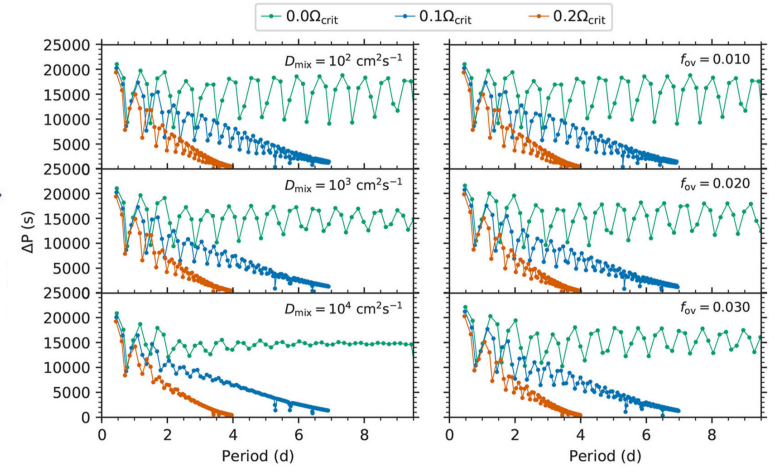 0.0Ωcrit 0.1Ωcrit 0.2Ωcrit
25000
20000
15000
10000
5000
Dmix = 10² cm²s⁻¹
fov = 0.010
25000
20000
15000
10000
5000
Dmix = 10³ cm²s⁻¹
fov = 0.020
ΔP (s)
25000
20000
15000
10000
5000
0
Dmix = 10⁴ cm²s⁻¹
fov = 0.030
0 2 4 6 8
0 2 4 6 8
Period (d) Period (d)